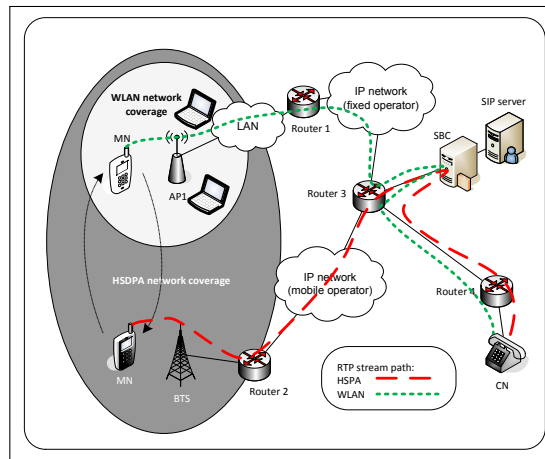 WLAN network
coverage
MN
AP1
LAN
Router 1
IP network
(fixed operator)
SIP server
SBC
Router 3
HSDPA network coverage
IP network
(mobile operator)
MN
BTS
Router 2
Router
CN
RTP stream path:
HSPA
WLAN